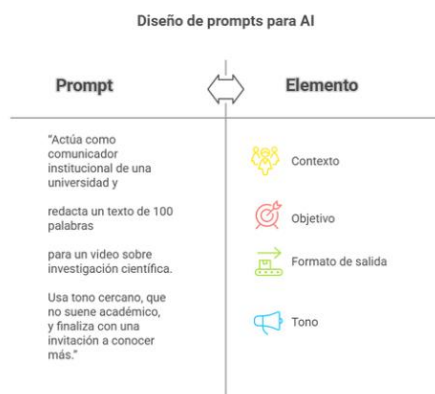 Diseño de prompts para AI
Prompt
Elemento
"Actúa como
comunicador
institucional de una
universidad y
Contexto
redacta un texto de 100
palabras
Objetivo
para un vídeo sobre
investigación científica.
Formato de salida
Usa tono cercano, que
no suene académico,
y finaliza con una
invitación a conocer
más."
Tono